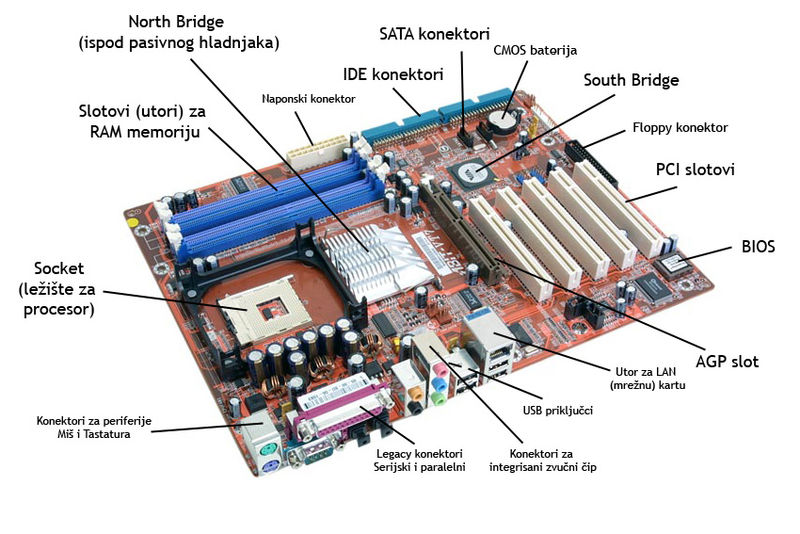 North Bridge
(ispod pasivnog hladnjaka)
SATA konektori
CMOS baterija
IDE konektori
South Bridge
Naponski konektor
Slotovi (utori) za
RAM memoriju
Floppy konektor
PCI slotovi
BIOS
Socket
(ležište za
procesor)
AGP slot
Utor za LAN
(mrežnu) kartu
USB priključci
Konektori za periferije
Miš i Tastatura
Legacy konektori
Serijski i paralelni
Konektori za
integrisani zvučni čip
VIA